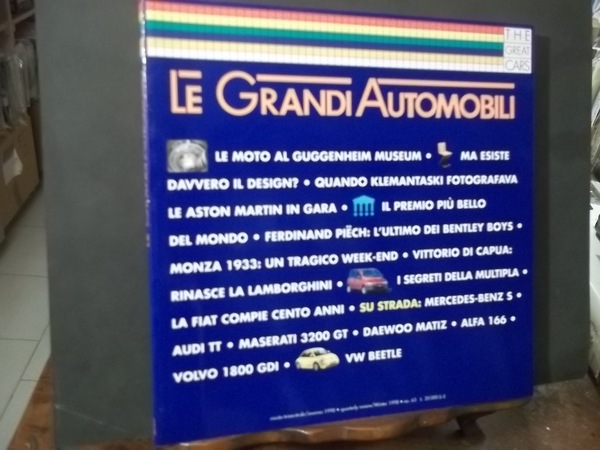 THE
GREAT
CARS
LE GRANDI AUTOMOBILI
LE MOTO AL GUGGENHEIM MUSEUM • MA ESISTE
DAVVERO IL DESIGN? • QUANDO KLEMANTASKI FOTOGRAFAVA
LE ASTON MARTIN IN GARA • IL PREMIO PIÙ BELLO
DEL MONDO • FERDINAND PIËCH: L'ULTIMO DEI BENTLEY BOYS •
MONZA 1933: UN TRAGICO WEEK-END • VITTORIO DI CAPUA:
RINASCE LA LAMBORGHINI • I SEGRETI DELLA MULTIPLA •
LA FIAT COMPIE CENTO ANNI • SU STRADA: MERCEDES-BENZ S •
AUDI TT • MASERATI 3200 GT • DAEWOO MATIZ • ALFA 166 •
VOLVO 1800 GDI • VW BEETLE